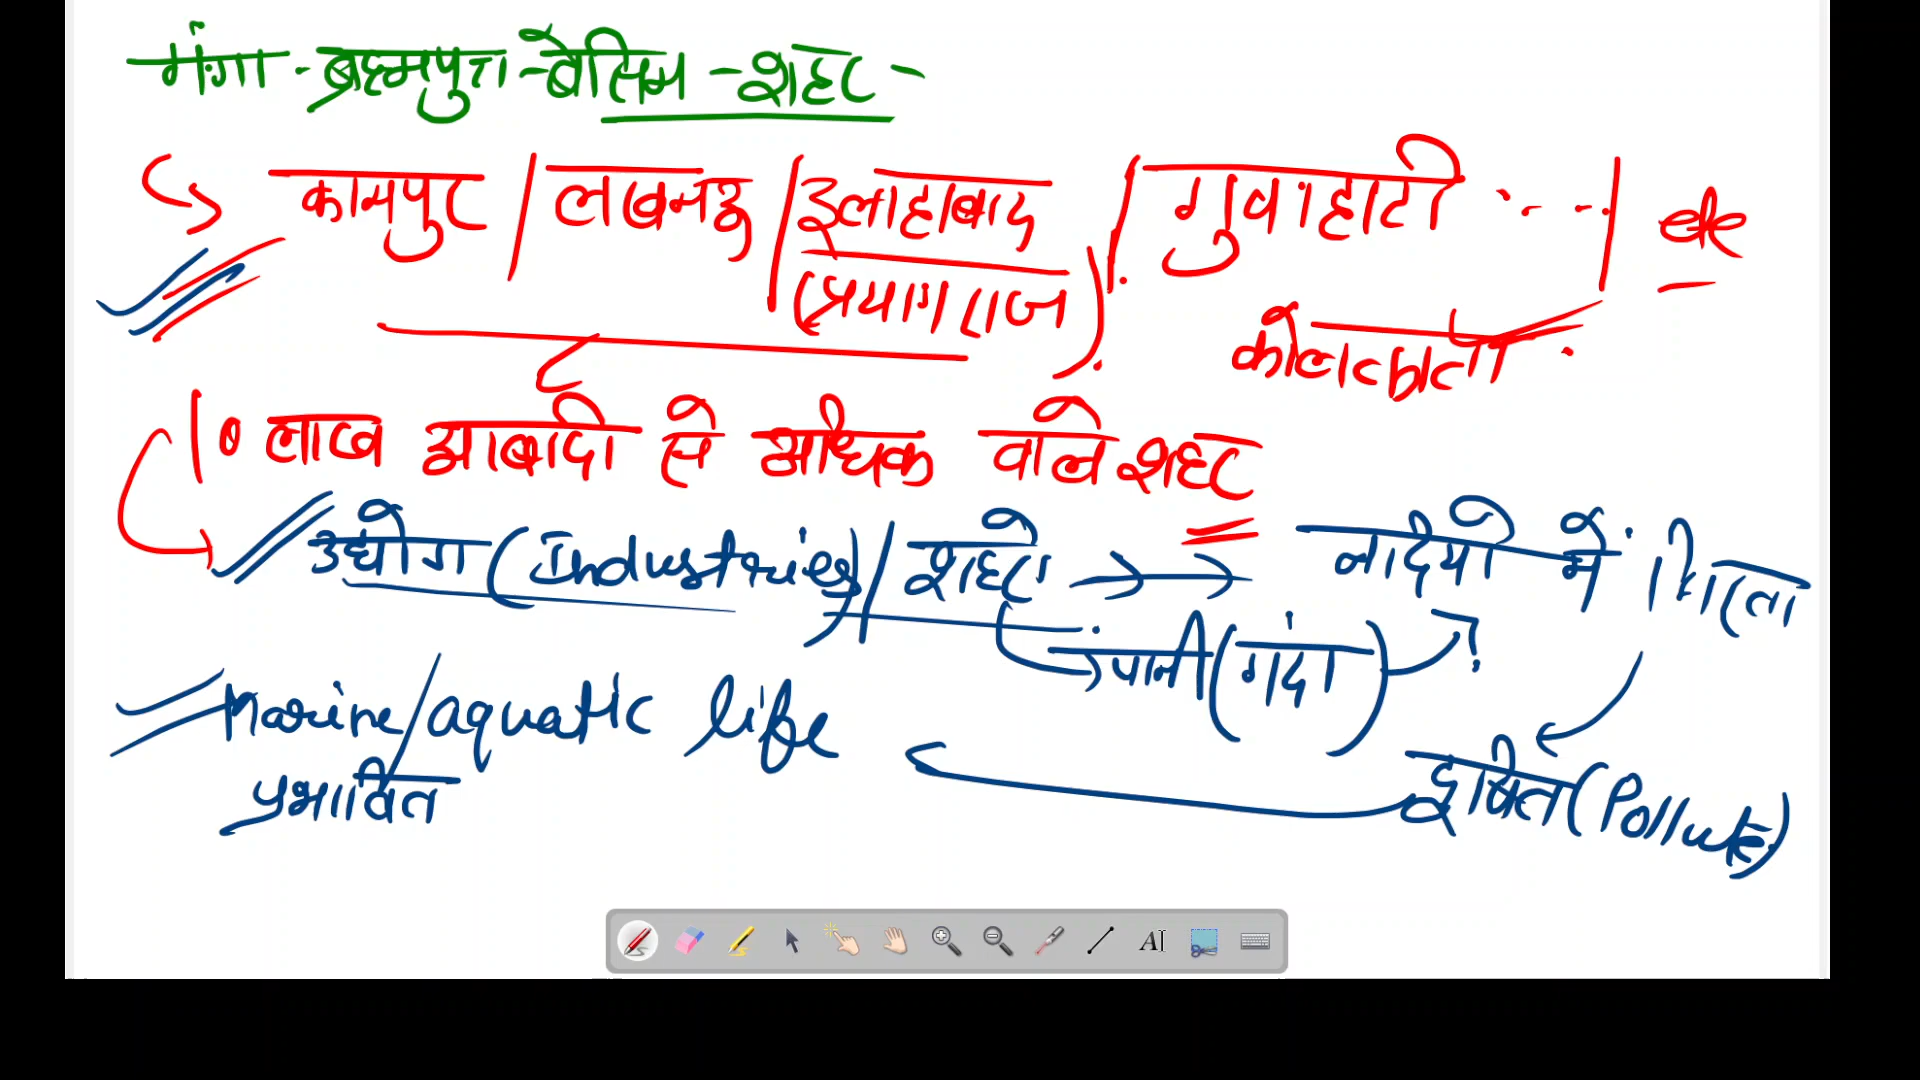 गंगा - ब्रह्मपुत्र - बेसिन - शहर -
कानपुर / लखनऊ / इलाहाबाद / गुवाहाटी ..... |
(प्रयागराज) .
कोलकाता
10 लाख आबादी से अधिक वाले शहर
उद्योग (Industries) / शहरों →→ नदियों में गिरता
पानी (गंदा)
marine/aquatic life
दूषित (Pollute)
प्रभावित